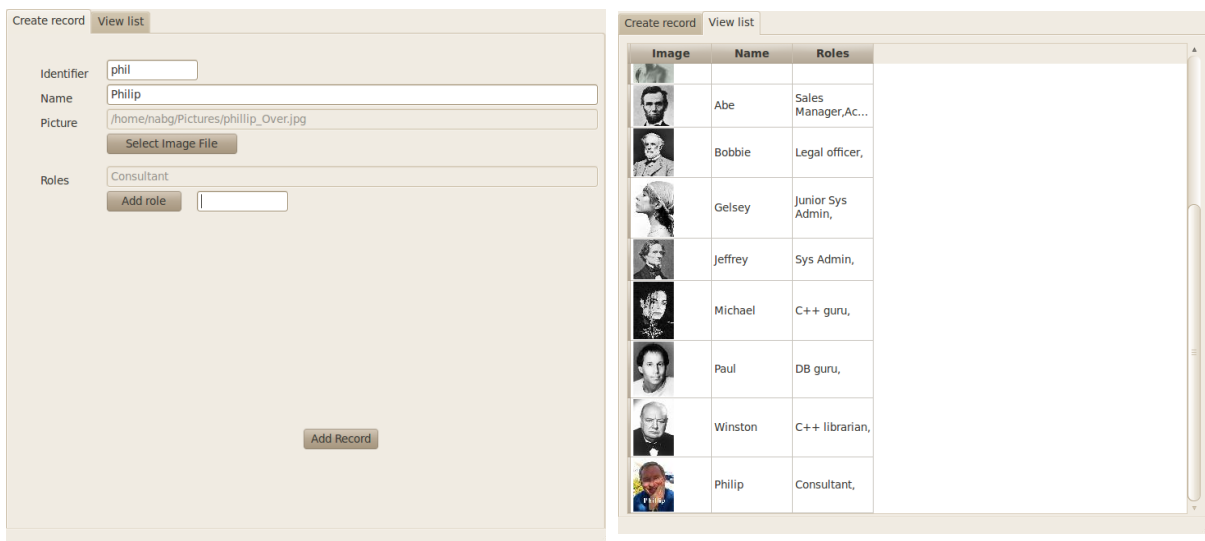 Create record View list
Identifier phil
Name Philip
Picture /home/nabg/Pictures/phillip_Over.jpg
Select Image File
Roles Consultant
Add role
Add Record
Create record View list
Image Name Roles
Abe Sales
Manager,Ac...
Bobbie Legal officer,
Gelsey Junior Sys
Admin,
Jeffrey Sys Admin,
Michael C++ guru,
Paul DB guru,
Winston C++ librarian,
Philip Consultant,
Phillip